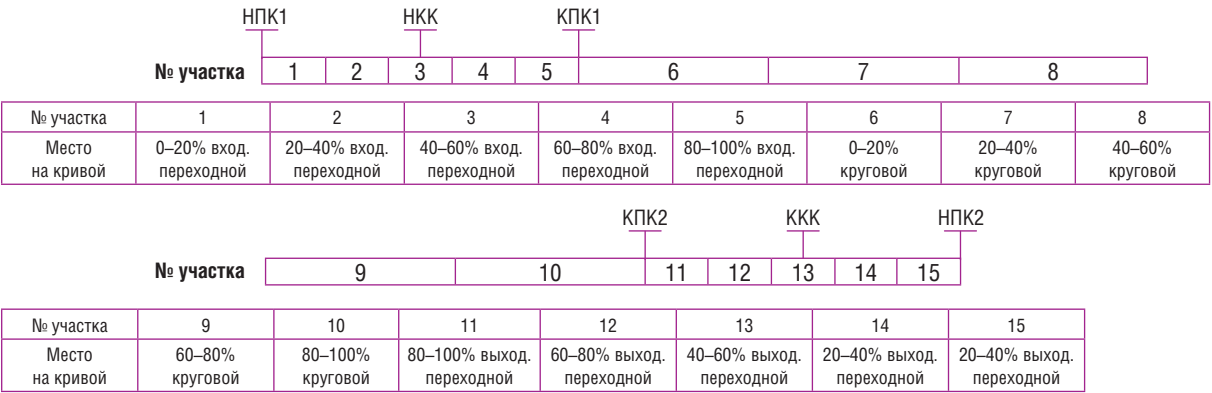 НПК1 НКК КПК1
№ участка 1 2 3 4 5 6 7 8
№ участка 1 2 3 4 5 6 7 8
Место 0–20% вход. 20–40% вход. 40–60% вход. 60–80% вход. 80–100% вход. 0–20% 20–40% 40–60%
на кривой переходной переходной переходной переходной переходной круговой круговой круговой
КПК2 ККК НПК2
№ участка 9 10 11 12 13 14 15
№ участка 9 10 11 12 13 14 15
Место 60–80% 80–100% 80–100% выход. 60–80% выход. 40–60% выход. 20–40% выход. 20–40% выход.
на кривой круговой круговой переходной переходной переходной переходной переходной